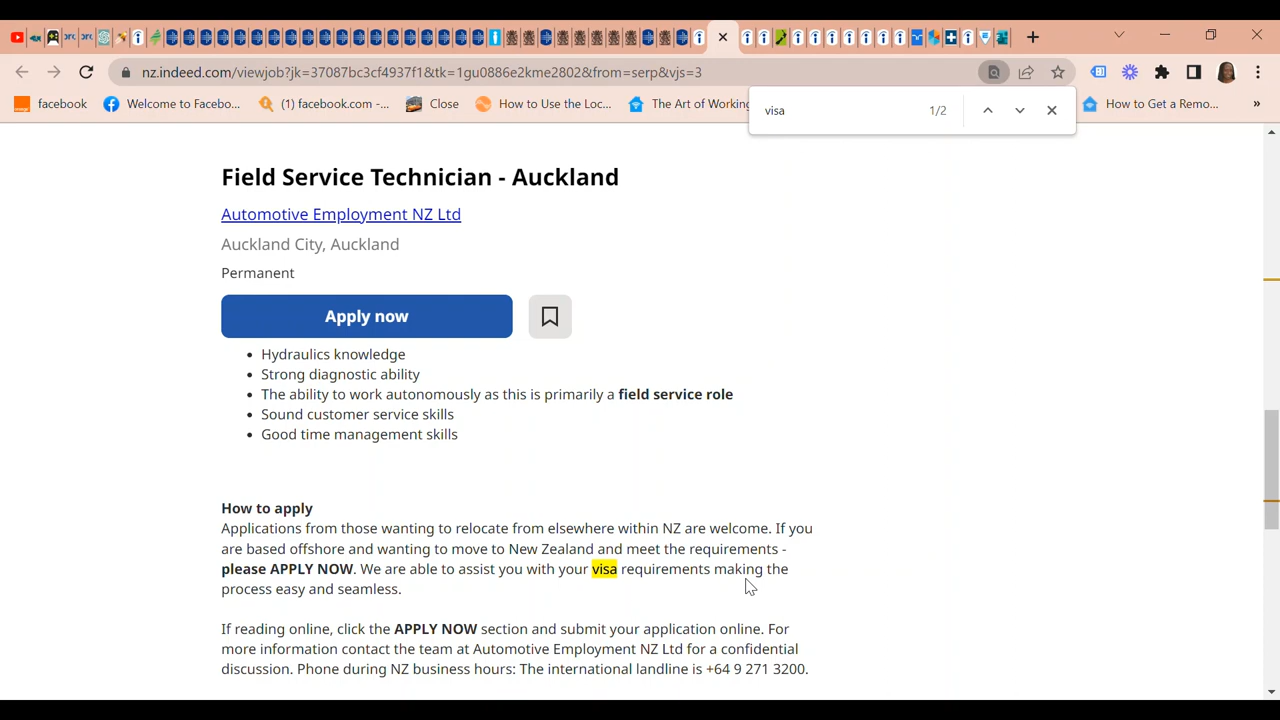 nz.indeed.com/viewjob?jk=37087bc3cf4937f1&tk=1gu0886e2kme2802&from=serp&vjs=3
facebook
Welcome to Facebo...
(1) facebook.com -...
Close
How to Use the Loc...
The Art of Working
How to Get a Remo...
»
visa
1/2
Field Service Technician - Auckland
Automotive Employment NZ Ltd
Auckland City, Auckland
Permanent
Apply now
• Hydraulics knowledge
• Strong diagnostic ability
• The ability to work autonomously as this is primarily a field service role
• Sound customer service skills
• Good time management skills
How to apply
Applications from those wanting to relocate from elsewhere within NZ are welcome. If you
are based offshore and wanting to move to New Zealand and meet the requirements -
please APPLY NOW. We are able to assist you with your visa requirements making the
process easy and seamless.
If reading online, click the APPLY NOW section and submit your application online. For
more information contact the team at Automotive Employment NZ Ltd for a confidential
discussion. Phone during NZ business hours: The international landline is +64 9 271 3200.